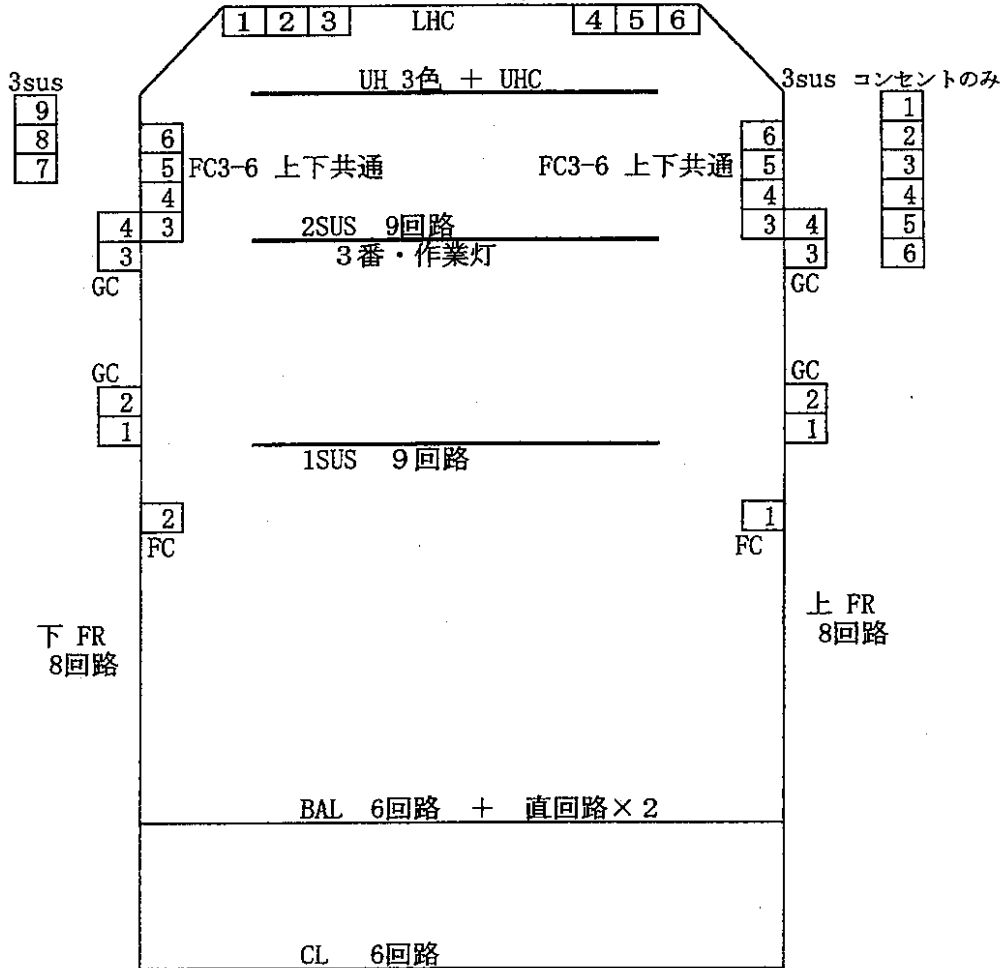 1 2 3 LHC 4 5 6
UH 3色 + UHC
3sus
9
8
7
3sus コンセントのみ
1
2
3
4
5
6
6
5 FC3-6 上下共通
4
3
4
3
GC
FC3-6 上下共通
6
5
4
3
4
3
GC
2SUS 9回路
3番・作業灯
GC
2
1
GC
2
1
1SUS 9回路
2
FC
1
FC
下 FR
8回路
上 FR
8回路
BAL 6回路 + 直回路×2
CL 6回路